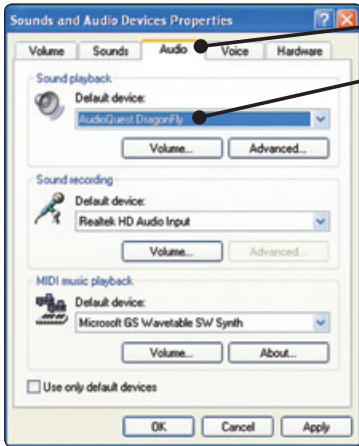 Sounds and Audio Devices Properties
Volume Sounds Audio Voice Hardware
Sound playback
Default device:
AudioQuest DragonFly
Volume... Advanced...
Sound recording
Default device:
Realtek HD Audio Input
Volume... Advanced...
MIDI music playback
Default device:
Microsoft GS Wavetable SW Synth
Volume... About...
Use only default devices
OK Cancel Apply